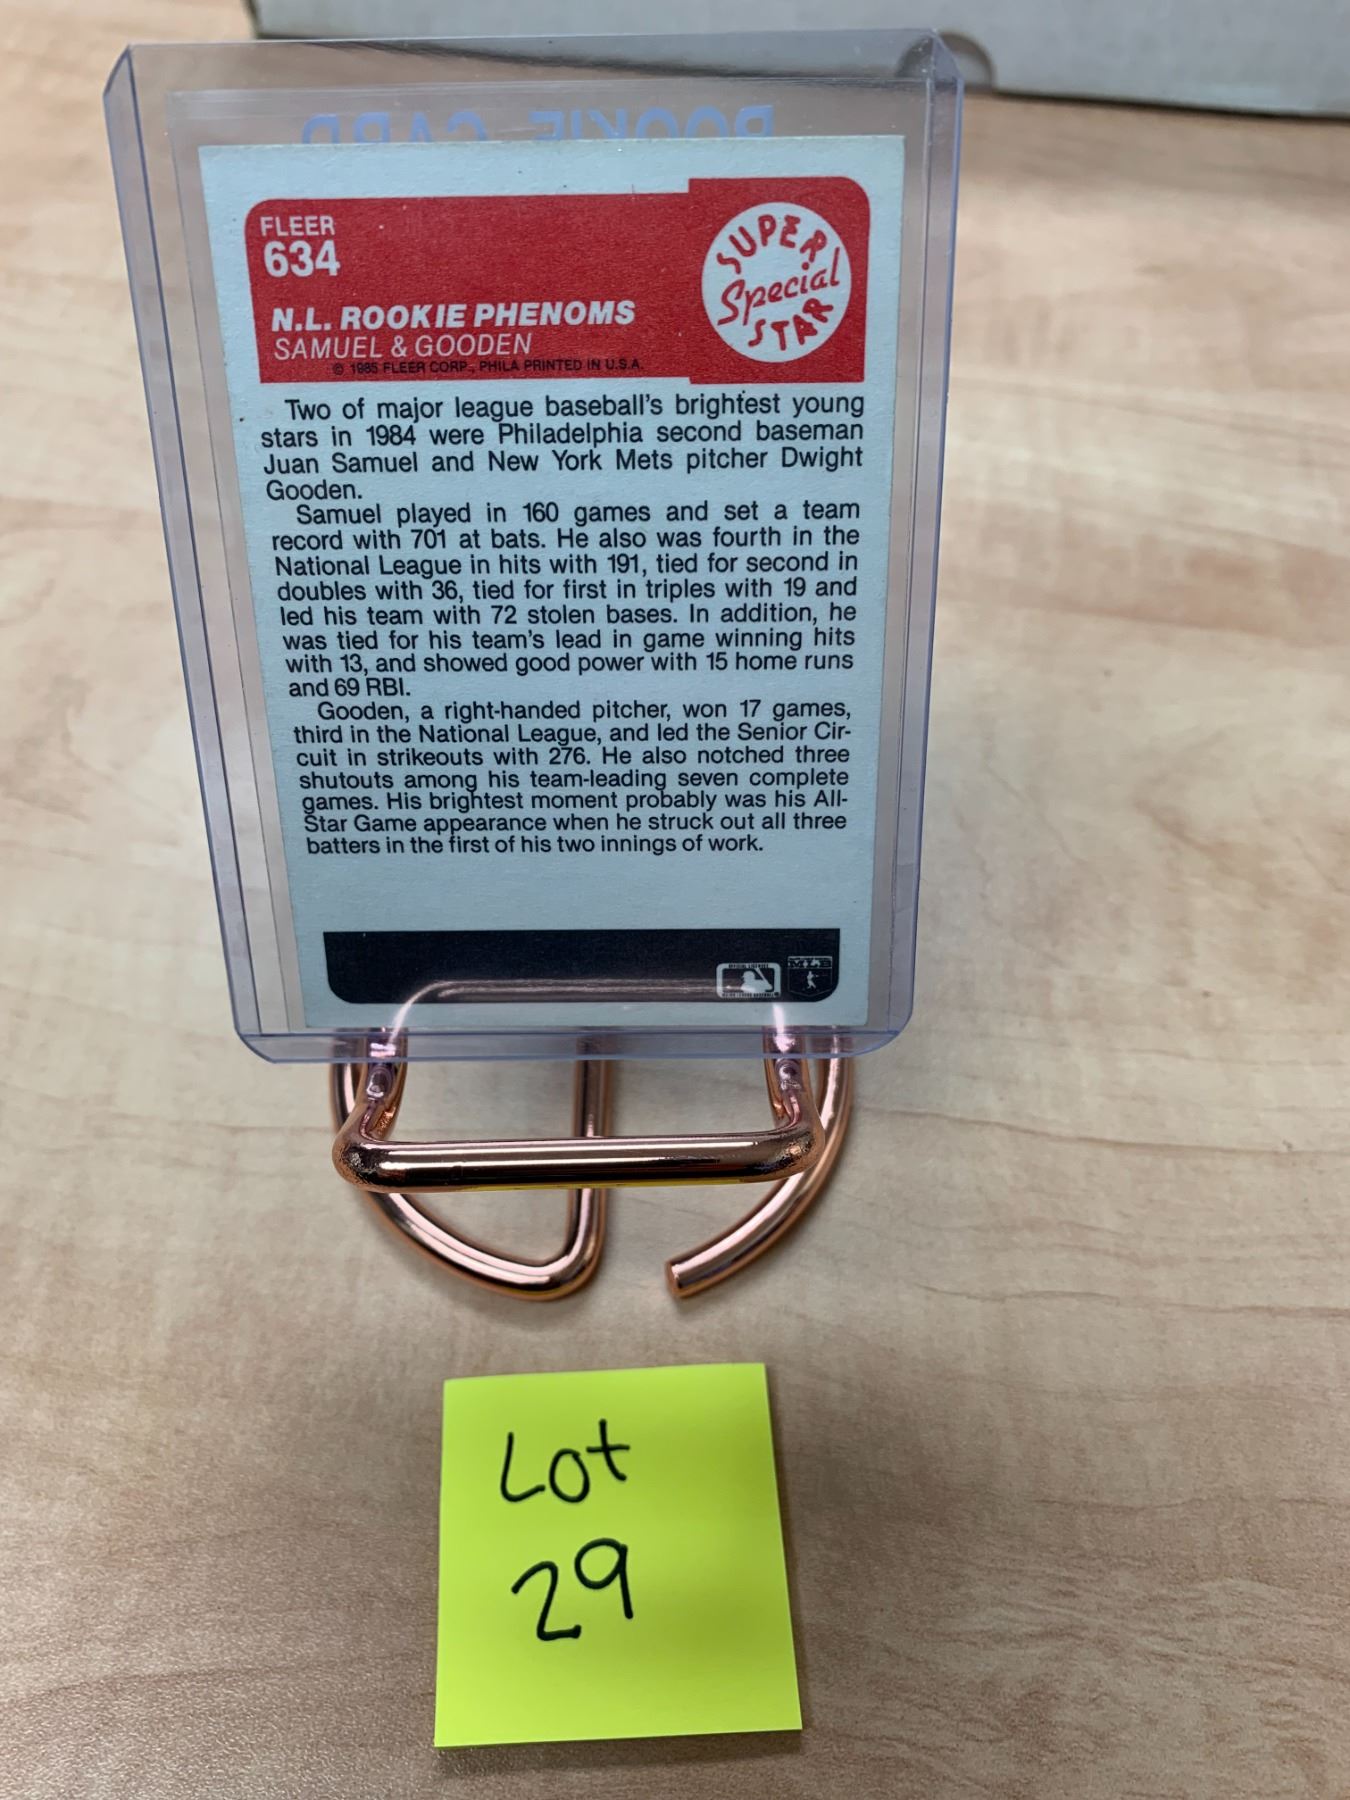 ROOKIE CARD
FLEER
634
SUPER
Special
STAR
N.L. ROOKIE PHENOMS
SAMUEL & GOODEN
© 1985 FLEER CORP., PHILA PRINTED IN U.S.A.
Two of major league baseball's brightest young
stars in 1984 were Philadelphia second baseman
Juan Samuel and New York Mets pitcher Dwight
Gooden.
Samuel played in 160 games and set a team
record with 701 at bats. He also was fourth in the
National League in hits with 191, tied for second in
doubles with 36, tied for first in triples with 19 and
led his team with 72 stolen bases. In addition, he
was tied for his team's lead in game winning hits
with 13, and showed good power with 15 home runs
and 69 RBI.
Gooden, a right-handed pitcher, won 17 games,
third in the National League, and led the Senior Cir-
cuit in strikeouts with 276. He also notched three
shutouts among his team-leading seven complete
games. His brightest moment probably was his All-
Star Game appearance when he struck out all three
batters in the first of his two innings of work.
Lot
29